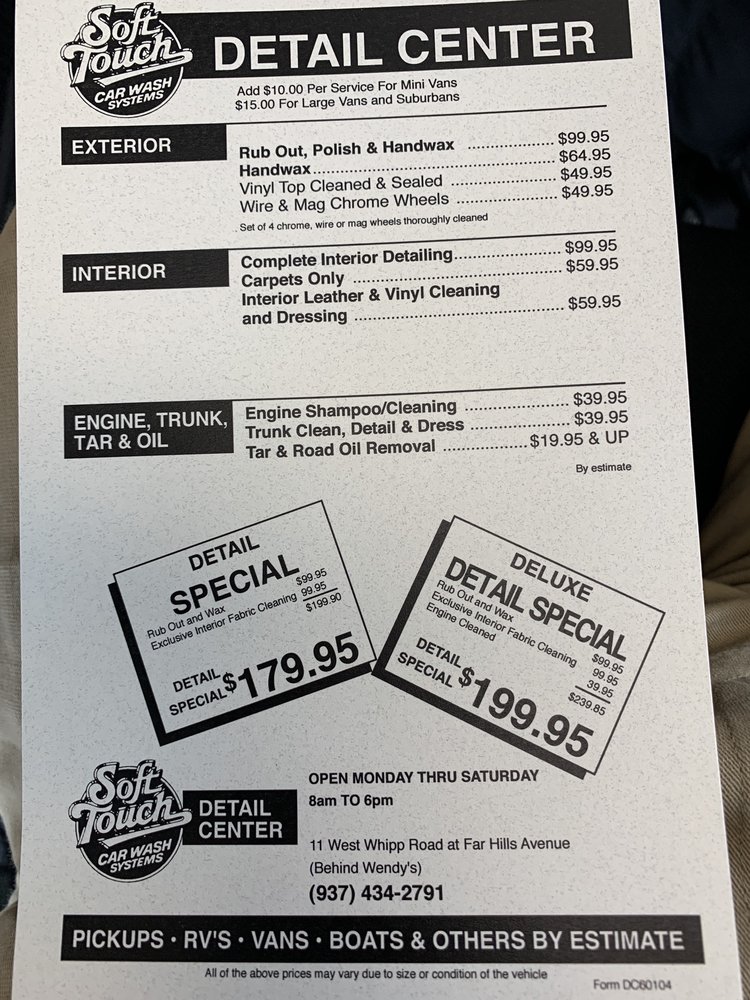 Soft
Touch
CAR WASH
SYSTEMS
DETAIL CENTER
Add $10.00 Per Service For Mini Vans
$15.00 For Large Vans and Suburbans
EXTERIOR
Rub Out, Polish & Handwax .................. $99.95
Handwax..................................................... $64.95
Vinyl Top Cleaned & Sealed ....................... $49.95
Wire & Mag Chrome Wheels ...................... $49.95
Set of 4 chrome, wire or mag wheels thoroughly cleaned
INTERIOR
Complete Interior Detailing....................... $99.95
Carpets Only ............................................. $59.95
Interior Leather & Vinyl Cleaning
and Dressing ............................................. $59.95
ENGINE, TRUNK,
TAR & OIL
Engine Shampoo/Cleaning ...................... $39.95
Trunk Clean, Detail & Dress ..................... $39.95
Tar & Road Oil Removal ..................$19.95 & UP
By estimate
DETAIL
SPECIAL
Rub Out and Wax $99.95
Exclusive Interior Fabric Cleaning 99.95
$199.90
DETAIL
SPECIAL $179.95
DELUXE
DETAIL SPECIAL
Rub Out and Wax $99.95
Exclusive Interior Fabric Cleaning 99.95
Engine Cleaned 39.95
$239.85
DETAIL
SPECIAL $199.95
Soft
Touch
CAR WASH
SYSTEMS
DETAIL
CENTER
OPEN MONDAY THRU SATURDAY
8am TO 6pm
11 West Whipp Road at Far Hills Avenue
(Behind Wendy's)
(937) 434-2791
PICKUPS • RV'S • VANS • BOATS & OTHERS BY ESTIMATE
All of the above prices may vary due to size or condition of the vehicle
Form DC60104